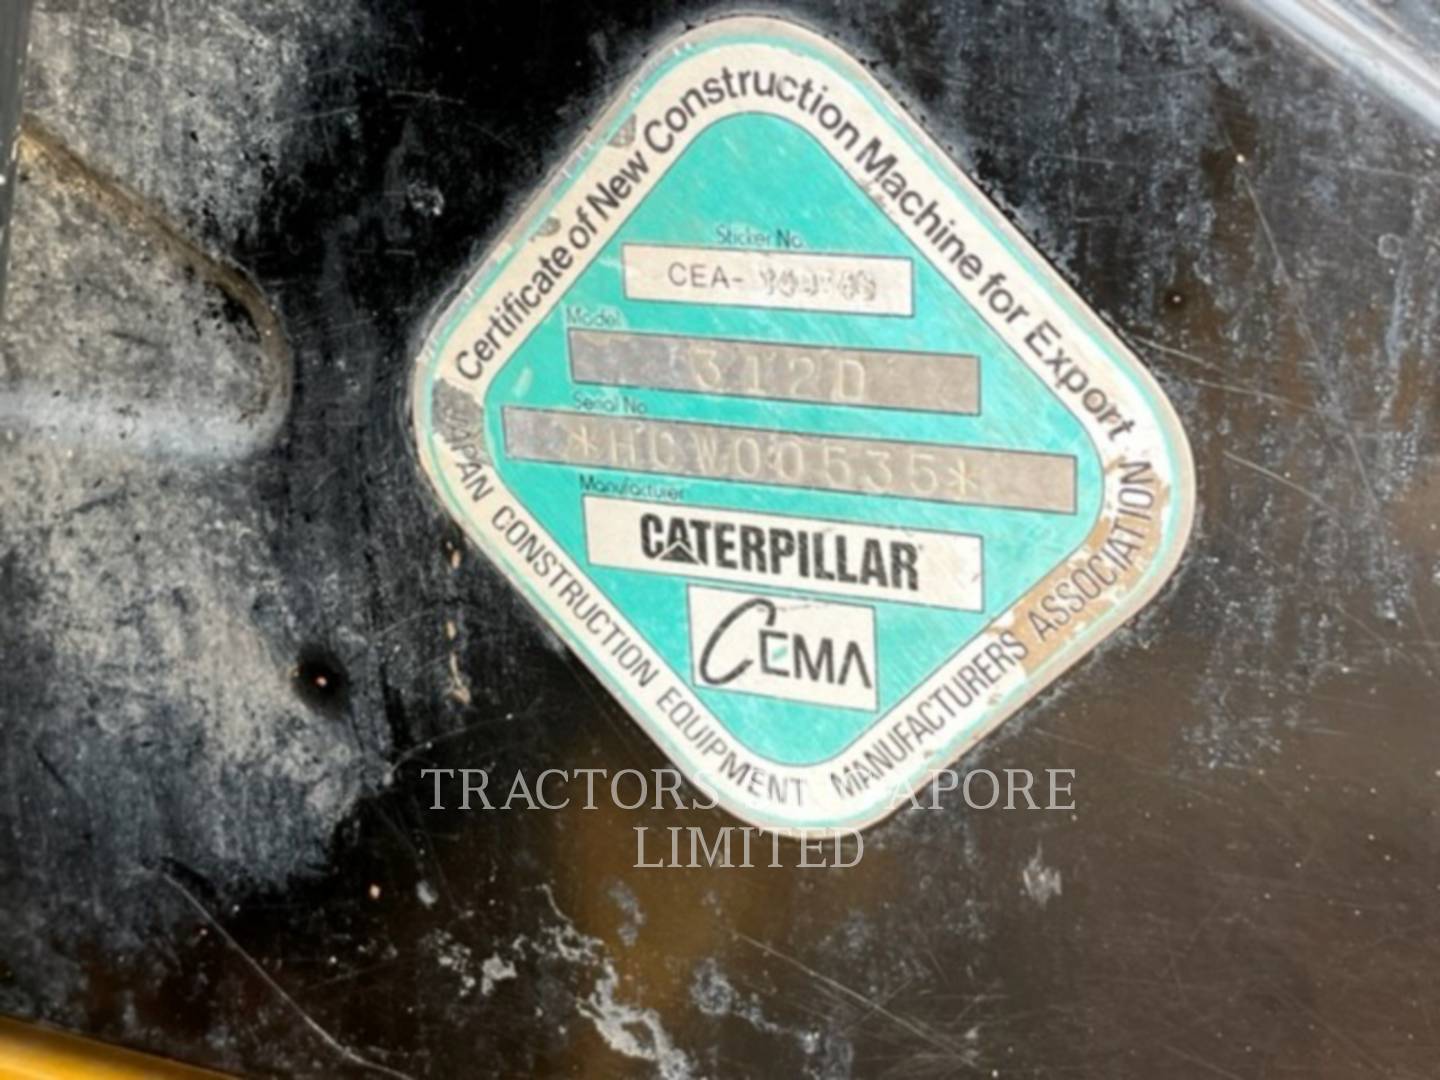 Certificate of New Construction Machine for Export
Sticker No.
CEA-
Model
312D
Serial No
*HCW00535*
Manufacturer
CATERPILLAR
CEMA
JAPAN CONSTRUCTION EQUIPMENT MANUFACTURERS ASSOCIATION
TRACTORS APORE
LIMITED